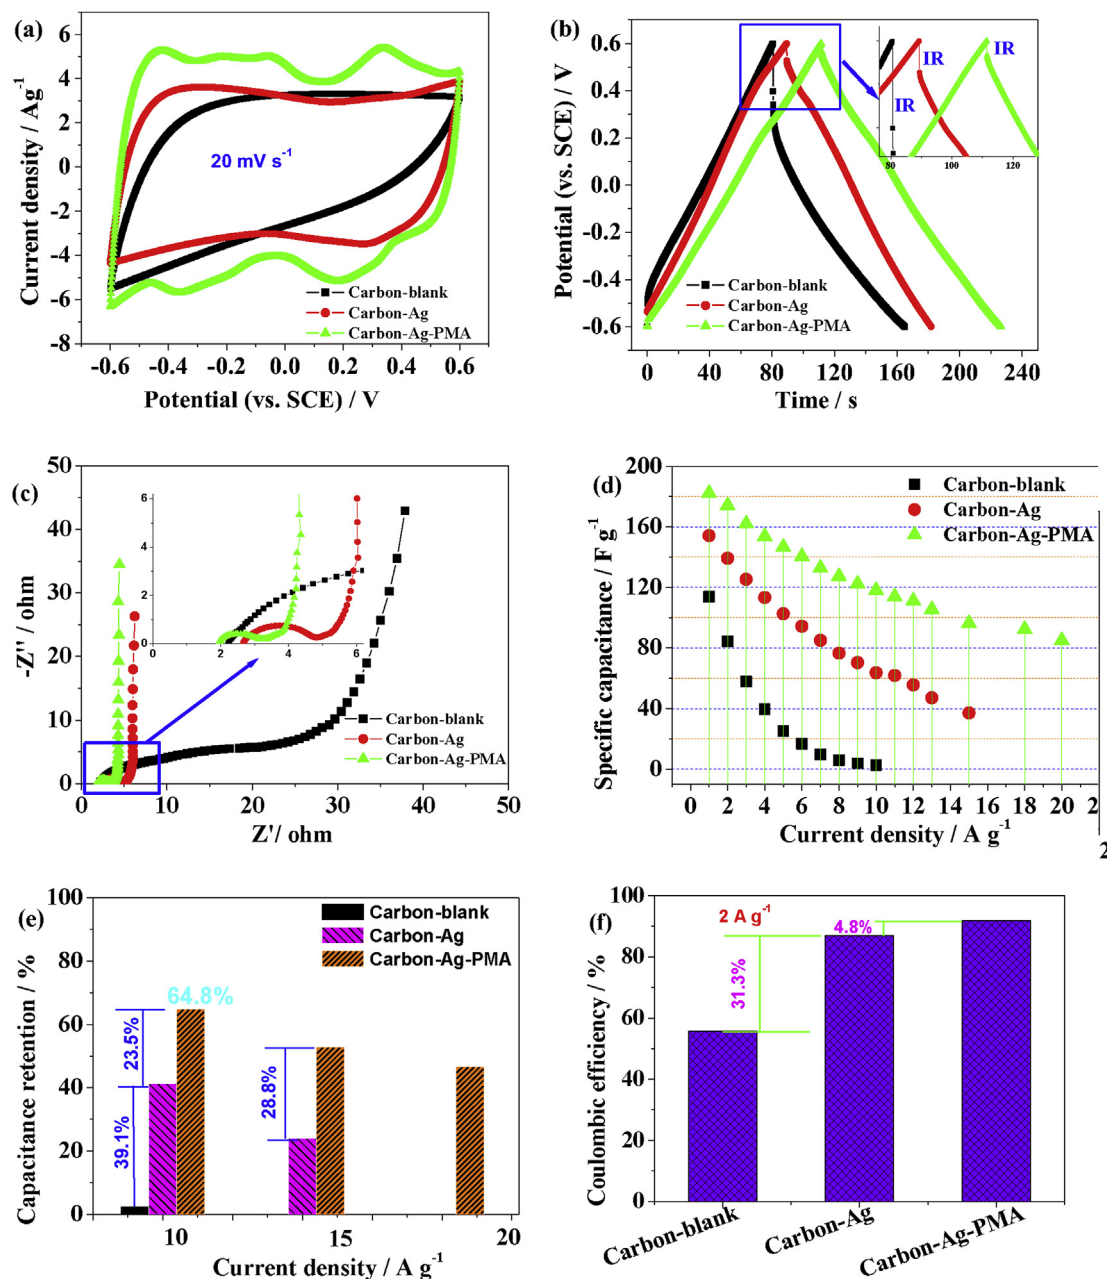 (a)
Current density / Ag⁻¹
8
6
4
2
0
-2
-4
-6
-8
20 mV s⁻¹
Carbon-blank
Carbon-Ag
Carbon-Ag-PMA
-0.6 -0.4 -0.2 0.0 0.2 0.4 0.6
Potential (vs. SCE) / V
(b)
Potential (vs. SCE) / V
0.6
0.4
0.2
0.0
-0.2
-0.4
-0.6
IR
IR
IR
80 100 120
Carbon-blank
Carbon-Ag
Carbon-Ag-PMA
0 40 80 120 160 200 240
Time / s
(c)
-Z''/ ohm
50
40
30
20
10
0
6
5
4
3
2
1
0
0 2 4 6
Carbon-blank
Carbon-Ag
Carbon-Ag-PMA
0 10 20 30 40 50
Z'/ ohm
(d)
Specific capacitance / F g⁻¹
200
160
120
80
40
0
Carbon-blank
Carbon-Ag
Carbon-Ag-PMA
0 2 4 6 8 10 12 14 16 18 20
Current density / A g⁻¹
2
(e)
Capacitance retention / %
100
80
60
40
20
0
Carbon-blank
Carbon-Ag
Carbon-Ag-PMA
64.8%
23.5%
39.1%
28.8%
10 15 20
Current density / A g⁻¹
(f)
Coulombic efficiency / %
100
80
60
40
20
0
2 A g⁻¹
4.8%
31.3%
Carbon-blank
Carbon-Ag
Carbon-Ag-PMA